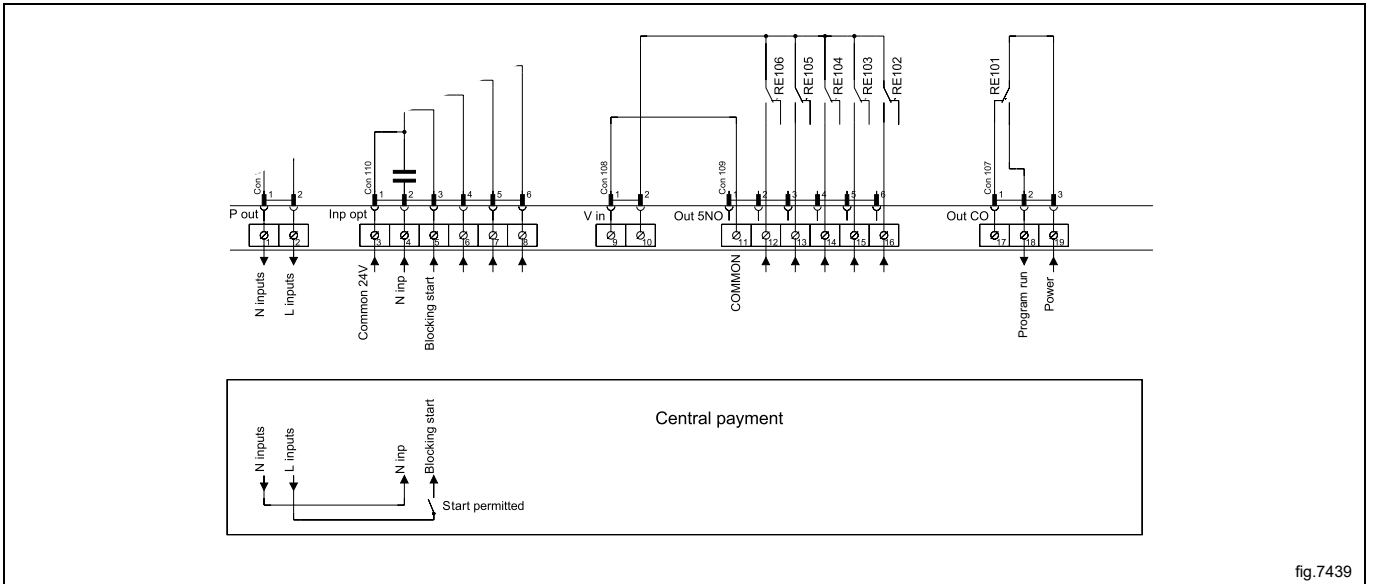 RE106
RE105
RE104
RE103
RE102
RE101
Con
1
2
Con 110
1
2
3
4
5
6
Con 108
1
2
Con 109
1
2
3
4
5
6
Con 107
1
2
3
P out
Inp opt
V in
Out 5NO
Out CO
1
2
3
4
5
6
7
8
9
10
11
12
13
14
15
16
17
18
19
N inputs
L inputs
Common 24V
N inp
Blocking start
COMMON
Program run
Power
Central payment
N inputs
L inputs
N inp
Blocking start
Start permitted
fig.7439